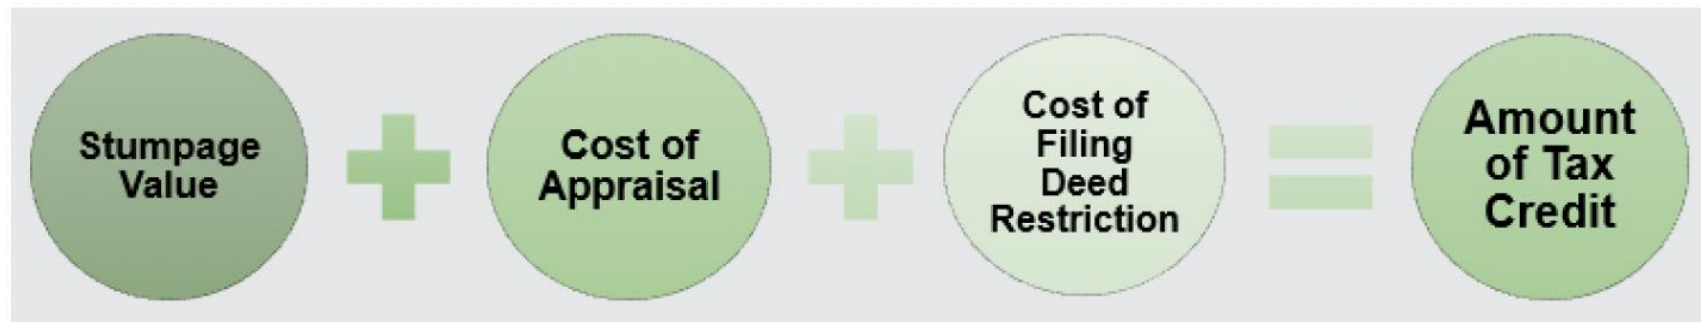 Stumpage
Value
Cost of
Appraisal
Cost of
Filing
Deed
Restriction
Amount
of Tax
Credit